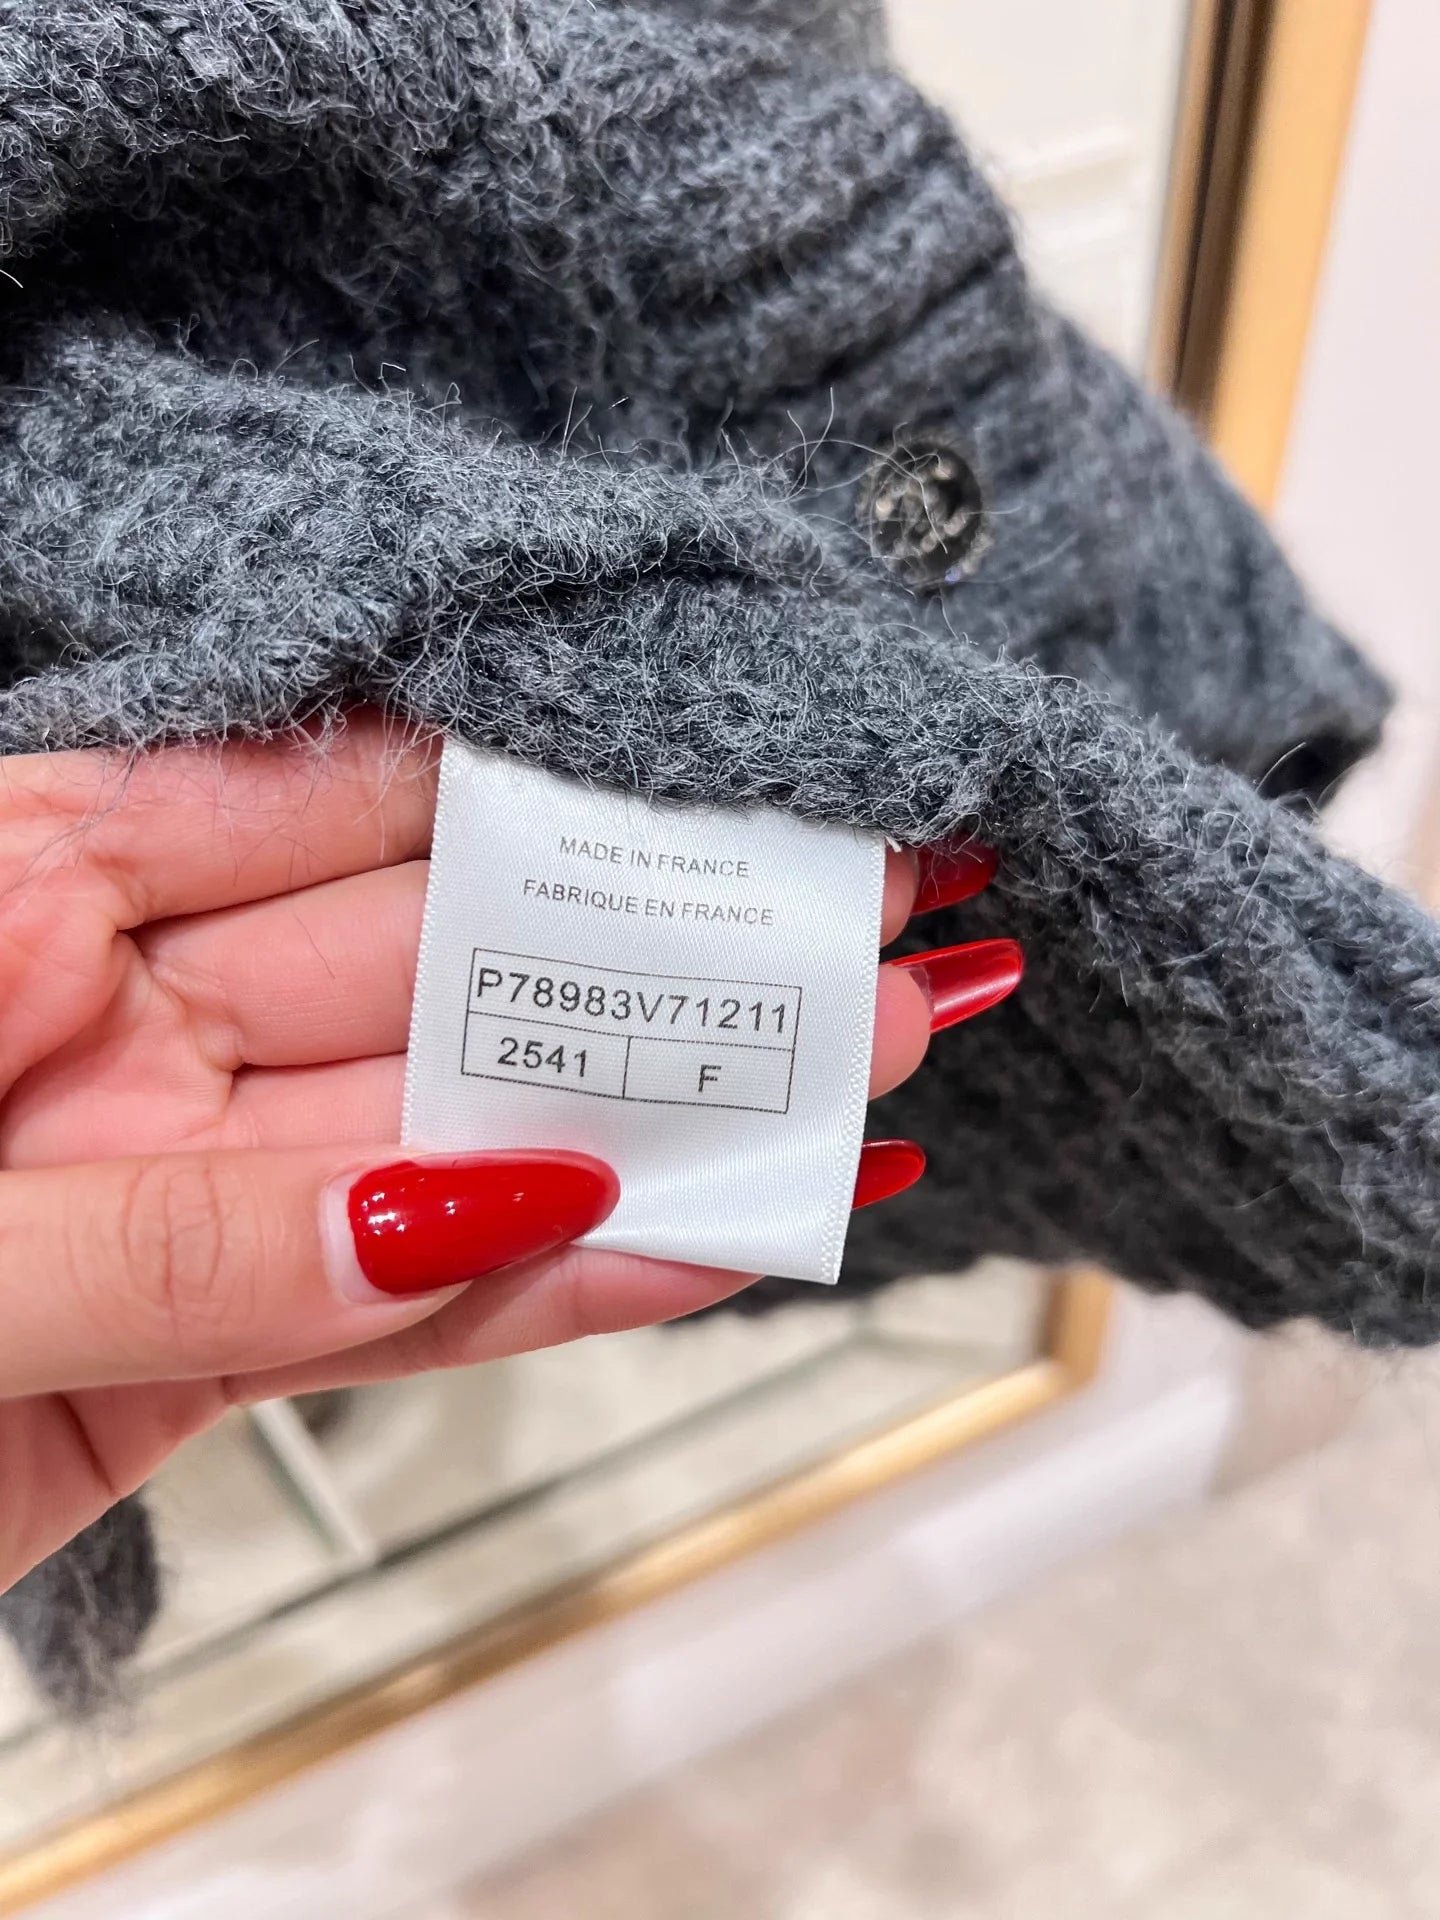 MADE IN FRANCE
FABRIQUE EN FRANCE
P78983V71211
2541 F